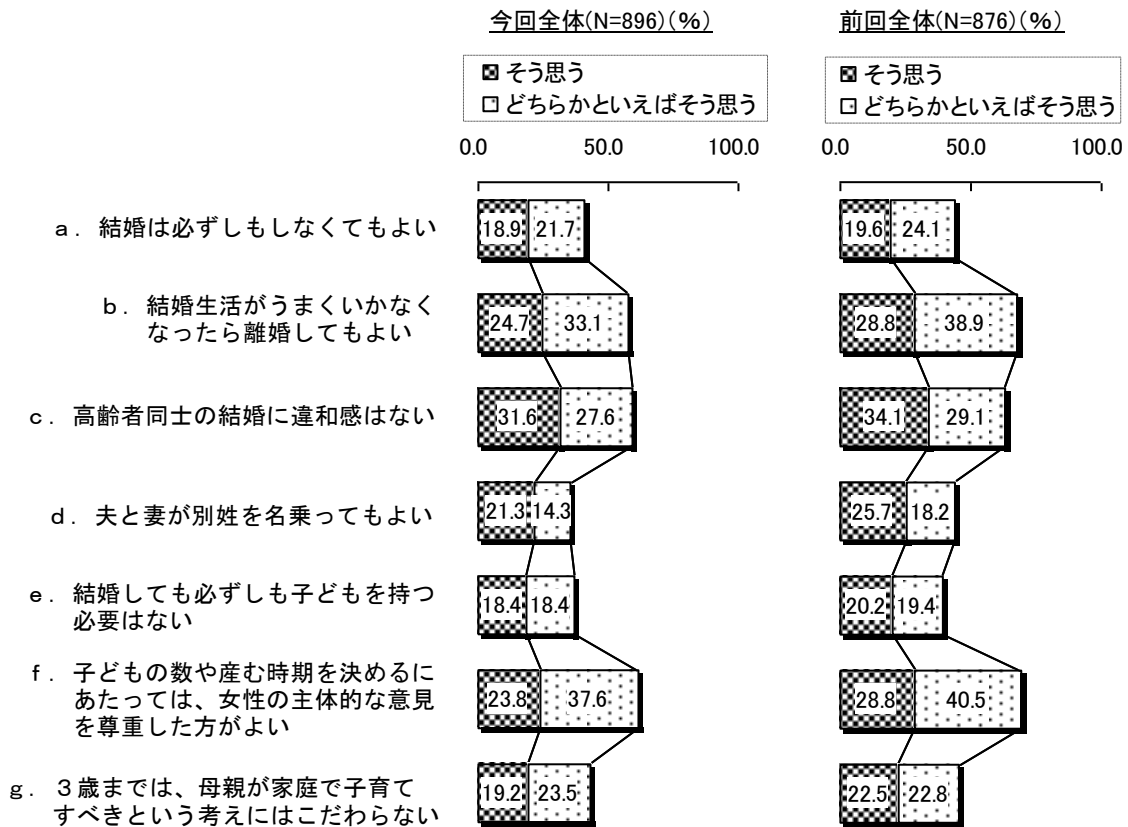 今回全体(N=896)(%)
前回全体(N=876)(%)
そう思う
どちらかといえばそう思う
そう思う
どちらかといえばそう思う
0.0 50.0 100.0
0.0 50.0 100.0
a. 結婚は必ずしもしなくてもよい
18.9 21.7
19.6 24.1
b. 結婚生活がうまくいかなく
なったら離婚してもよい
24.7 33.1
28.8 38.9
c. 高齢者同士の結婚に違和感はない
31.6 27.6
34.1 29.1
d. 夫と妻が別姓を名乗ってもよい
21.3 14.3
25.7 18.2
e. 結婚しても必ずしも子どもを持つ
必要はない
18.4 18.4
20.2 19.4
f. 子どもの数や産む時期を決めるに
あたっては、女性の主体的な意見
を尊重した方がよい
23.8 37.6
28.8 40.5
g. 3歳までは、母親が家庭で子育て
すべきという考えにはこだわらない
19.2 23.5
22.5 22.8